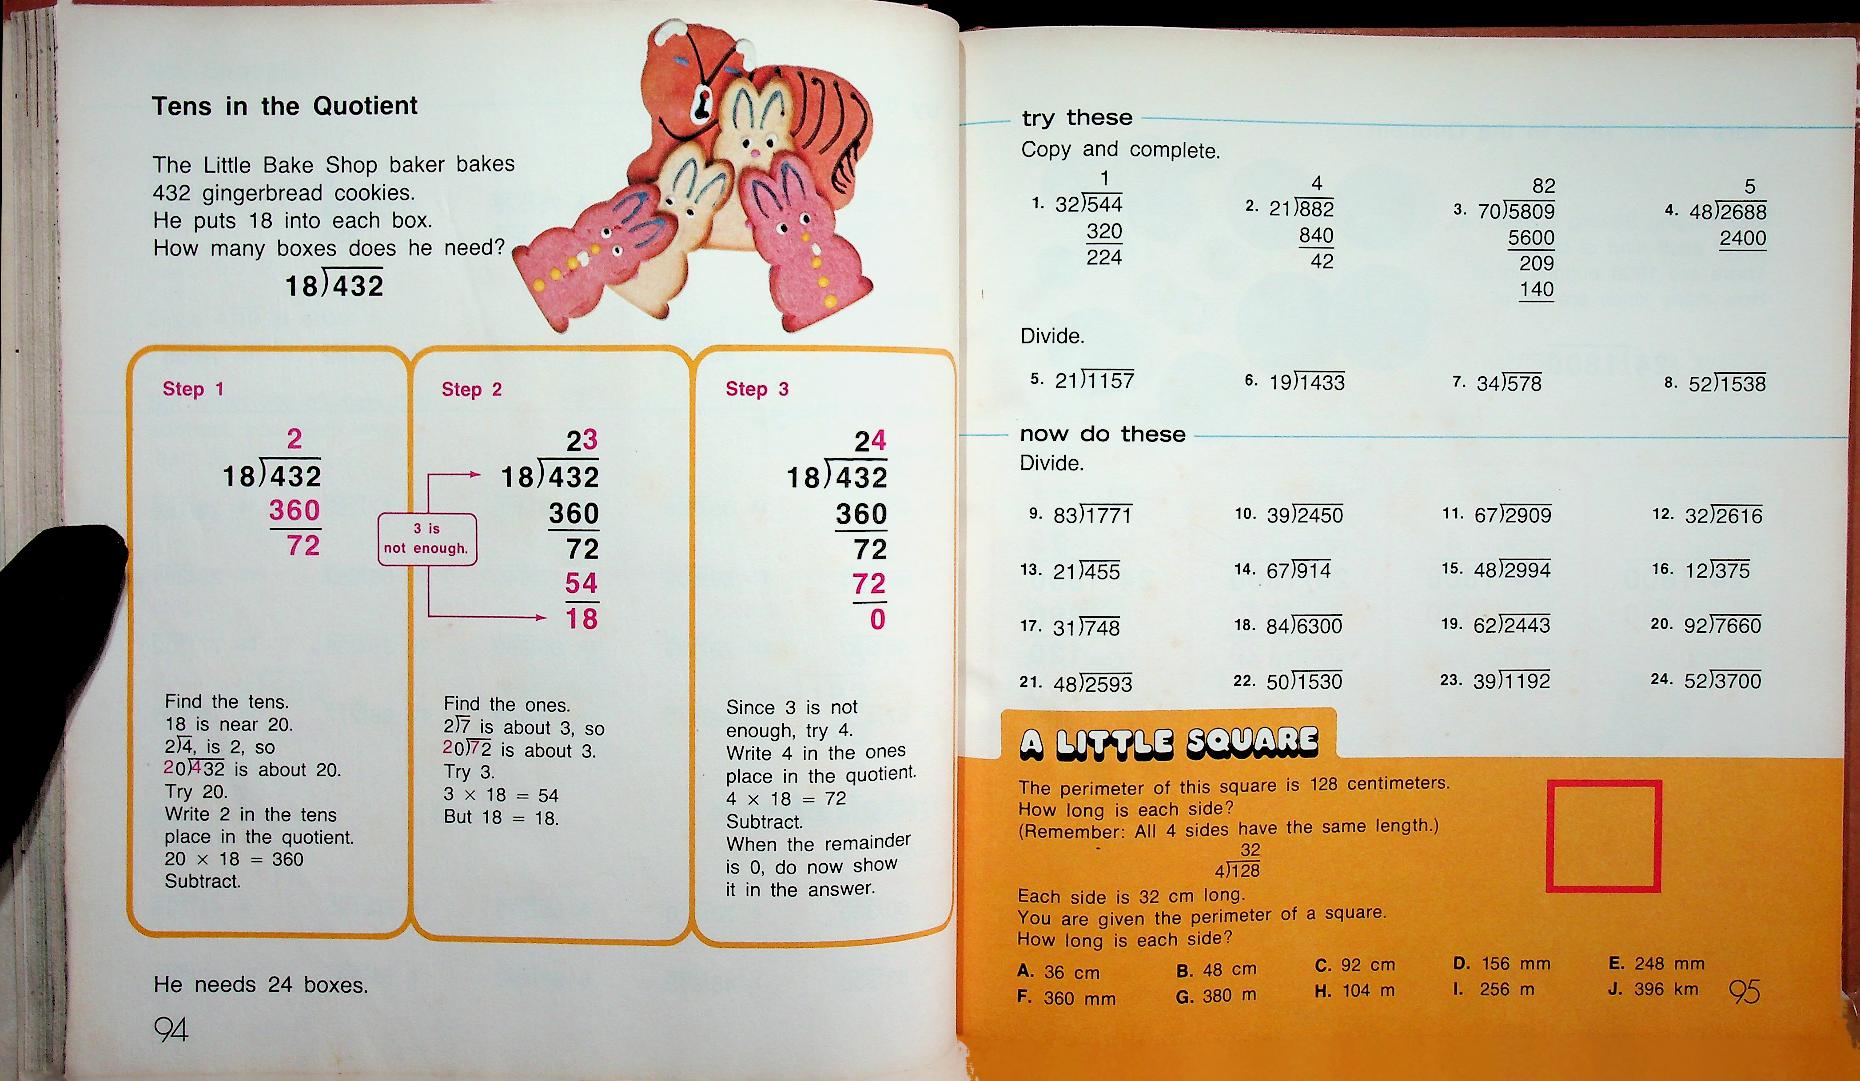 Tens in the Quotient
The Little Bake Shop baker bakes
432 gingerbread cookies.
He puts 18 into each box.
How many boxes does he need?
18)432
Step 1
2
18)432
360
72
Find the tens.
18 is near 20.
2)4, is 2, so
20)432 is about 20.
Try 20.
Write 2 in the tens
place in the quotient.
20 × 18 = 360
Subtract.
3 is
not enough.
Step 2
23
18)432
360
72
54
18
Find the ones.
2)7 is about 3, so
20)72 is about 3.
Try 3.
3 × 18 = 54
But 18 = 18.
Step 3
24
18)432
360
72
72
0
Since 3 is not
enough, try 4.
Write 4 in the ones
place in the quotient.
4 × 18 = 72
Subtract.
When the remainder
is 0, do now show
it in the answer.
He needs 24 boxes.
94
try these
Copy and complete.
1. 32)544
1
320
224
2. 21)882
4
840
42
3. 70)5809
82
5600
209
140
4. 48)2688
5
2400
Divide.
5. 21)1157 6. 19)1433 7. 34)578 8. 52)1538
now do these
Divide.
9. 83)1771 10. 39)2450 11. 67)2909 12. 32)2616
13. 21)455 14. 67)914 15. 48)2994 16. 12)375
17. 31)748 18. 84)6300 19. 62)2443 20. 92)7660
21. 48)2593 22. 50)1530 23. 39)1192 24. 52)3700
A LITTLE SQUARE
The perimeter of this square is 128 centimeters.
How long is each side?
(Remember: All 4 sides have the same length.)
32
4)128
Each side is 32 cm long.
You are given the perimeter of a square.
How long is each side?
A. 36 cm B. 48 cm C. 92 cm D. 156 mm E. 248 mm
F. 360 mm G. 380 m H. 104 m I. 256 m J. 396 km
95